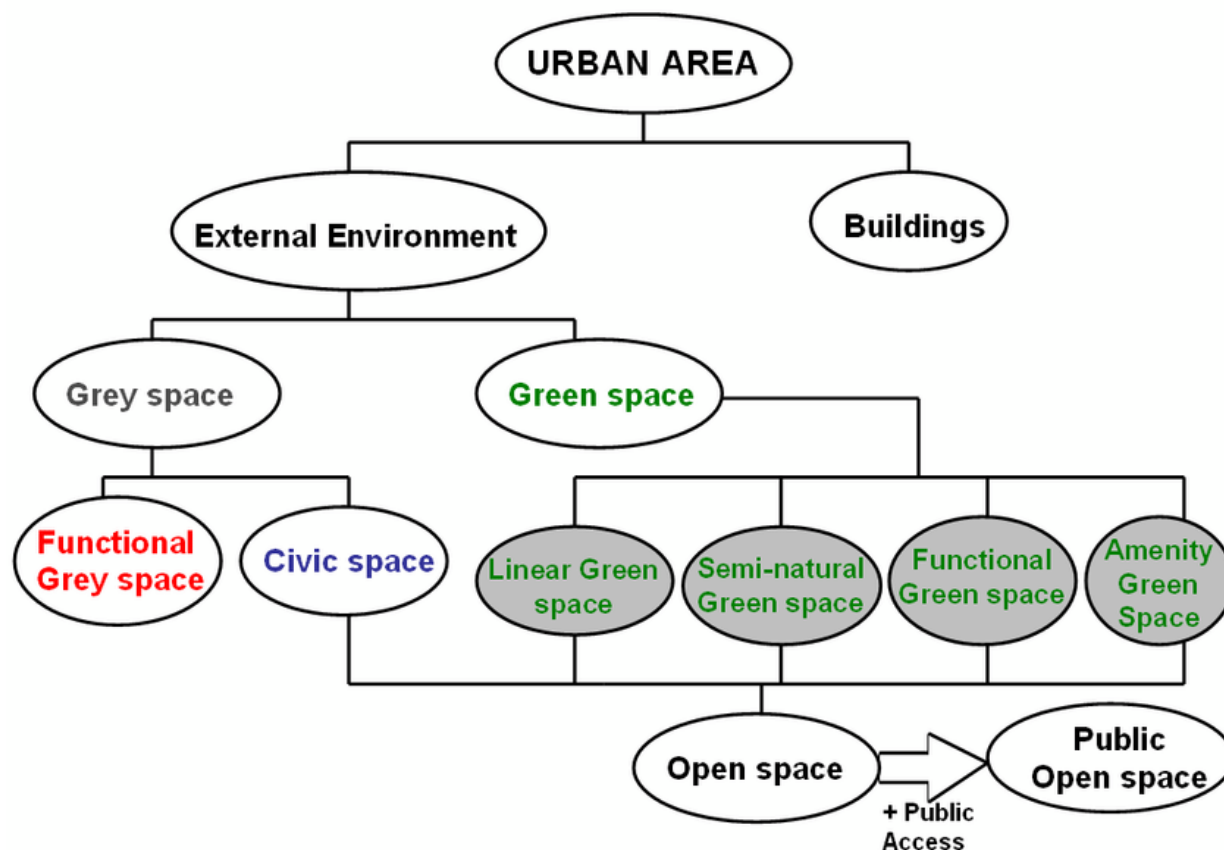 URBAN AREA
External Environment
Buildings
Grey space
Green space
Functional
Grey space
Civic space
Linear Green
space
Semi-natural
Green space
Functional
Green space
Amenity
Green
Space
Open space
+ Public
Access
Public
Open space